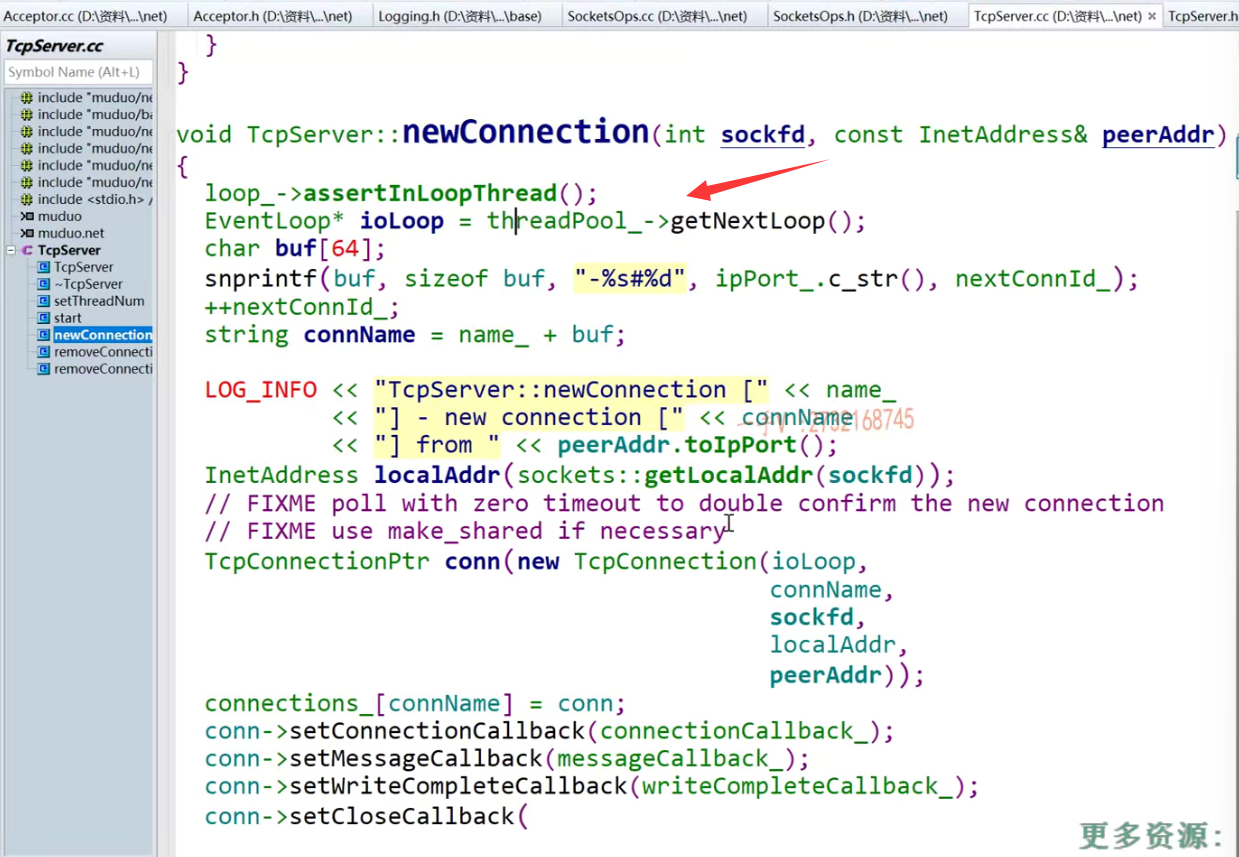 Acceptor.cc (D:\资料\...\net) Acceptor.h (D:\资料\...\net) Logging.h (D:\资料\...\base) SocketsOps.cc (D:\资料\...\net) SocketsOps.h (D:\资料\...\net) TcpServer.cc (D:\资料\...\net) × TcpServer.h
TcpServer.cc
Symbol Name (Alt+L)
include "muduo/ne
include "muduo/ba
include "muduo/ne
include "muduo/ne
include "muduo/ne
include "muduo/ne
include <stdio.h> /
muduo
muduo.net
TcpServer
TcpServer
~TcpServer
setThreadNum
start
newConnection
removeConnecti
removeConnecti
}
}
void TcpServer::newConnection(int sockfd, const InetAddress& peerAddr)
{
loop_->assertInLoopThread();
EventLoop* ioLoop = threadPool_->getNextLoop();
char buf[64];
snprintf(buf, sizeof buf, "-%s#%d", ipPort_.c_str(), nextConnId_);
++nextConnId_;
string connName = name_ + buf;
LOG_INFO << "TcpServer::newConnection [" << name_
<< "] - new connection [" << connName
<< "] from " << peerAddr.toIpPort();
InetAddress localAddr(sockets::getLocalAddr(sockfd));
// FIXME poll with zero timeout to double confirm the new connection
// FIXME use make_shared if necessary
TcpConnectionPtr conn(new TcpConnection(ioLoop,
connName,
sockfd,
localAddr,
peerAddr));
connections_[connName] = conn;
conn->setConnectionCallback(connectionCallback_);
conn->setMessageCallback(messageCallback_);
conn->setWriteCompleteCallback(writeCompleteCallback_);
conn->setCloseCallback(
更多资源: